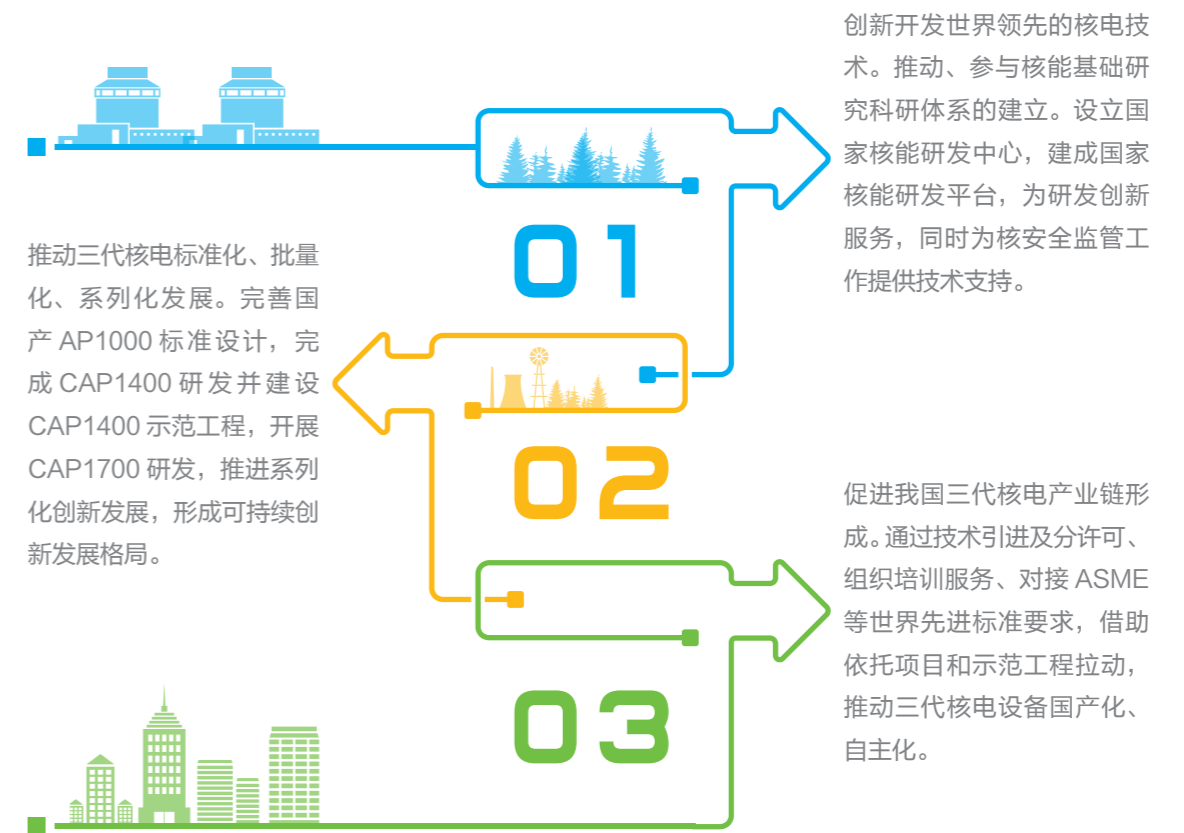 创新开发世界领先的核电技
术。推动、参与核能基础研
究科研体系的建立。设立国
家核能研发中心，建成国家
核能研发平台，为研发创新
服务，同时为核安全监管工
作提供技术支持。
01
推动三代核电标准化、批量
化、系列化发展。完善国
产 AP1000 标准设计，完
成 CAP1400 研发并建设
CAP1400 示范工程，开展
CAP1700 研发，推进系列
化创新发展，形成可持续创
新发展格局。
02
促进我国三代核电产业链形
成。通过技术引进及分许可、
组织培训服务、对接 ASME
等世界先进标准要求，借助
依托项目和示范工程拉动，
推动三代核电设备国产化、
自主化。
03